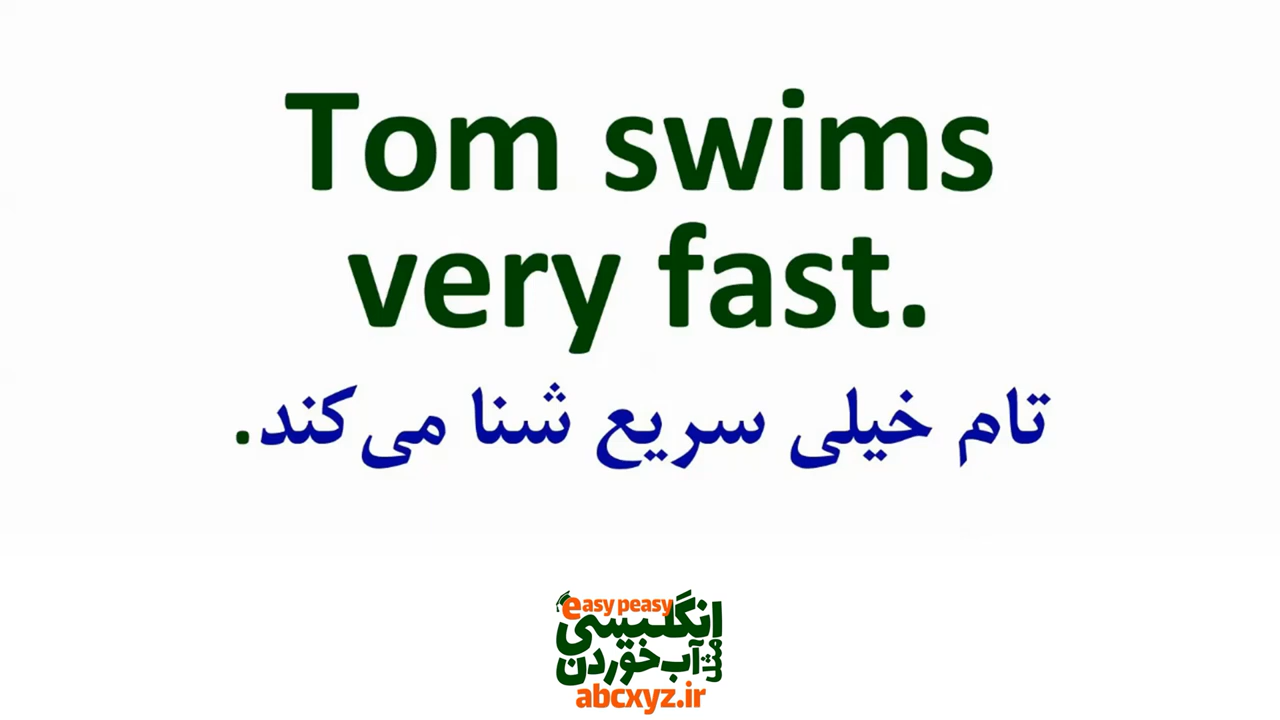 Tom swims
very fast.
تام خیلی سریع شنا می‌کند.
easy peasy
انگلیسی
مثل آب خوردن
abcxyz.ir